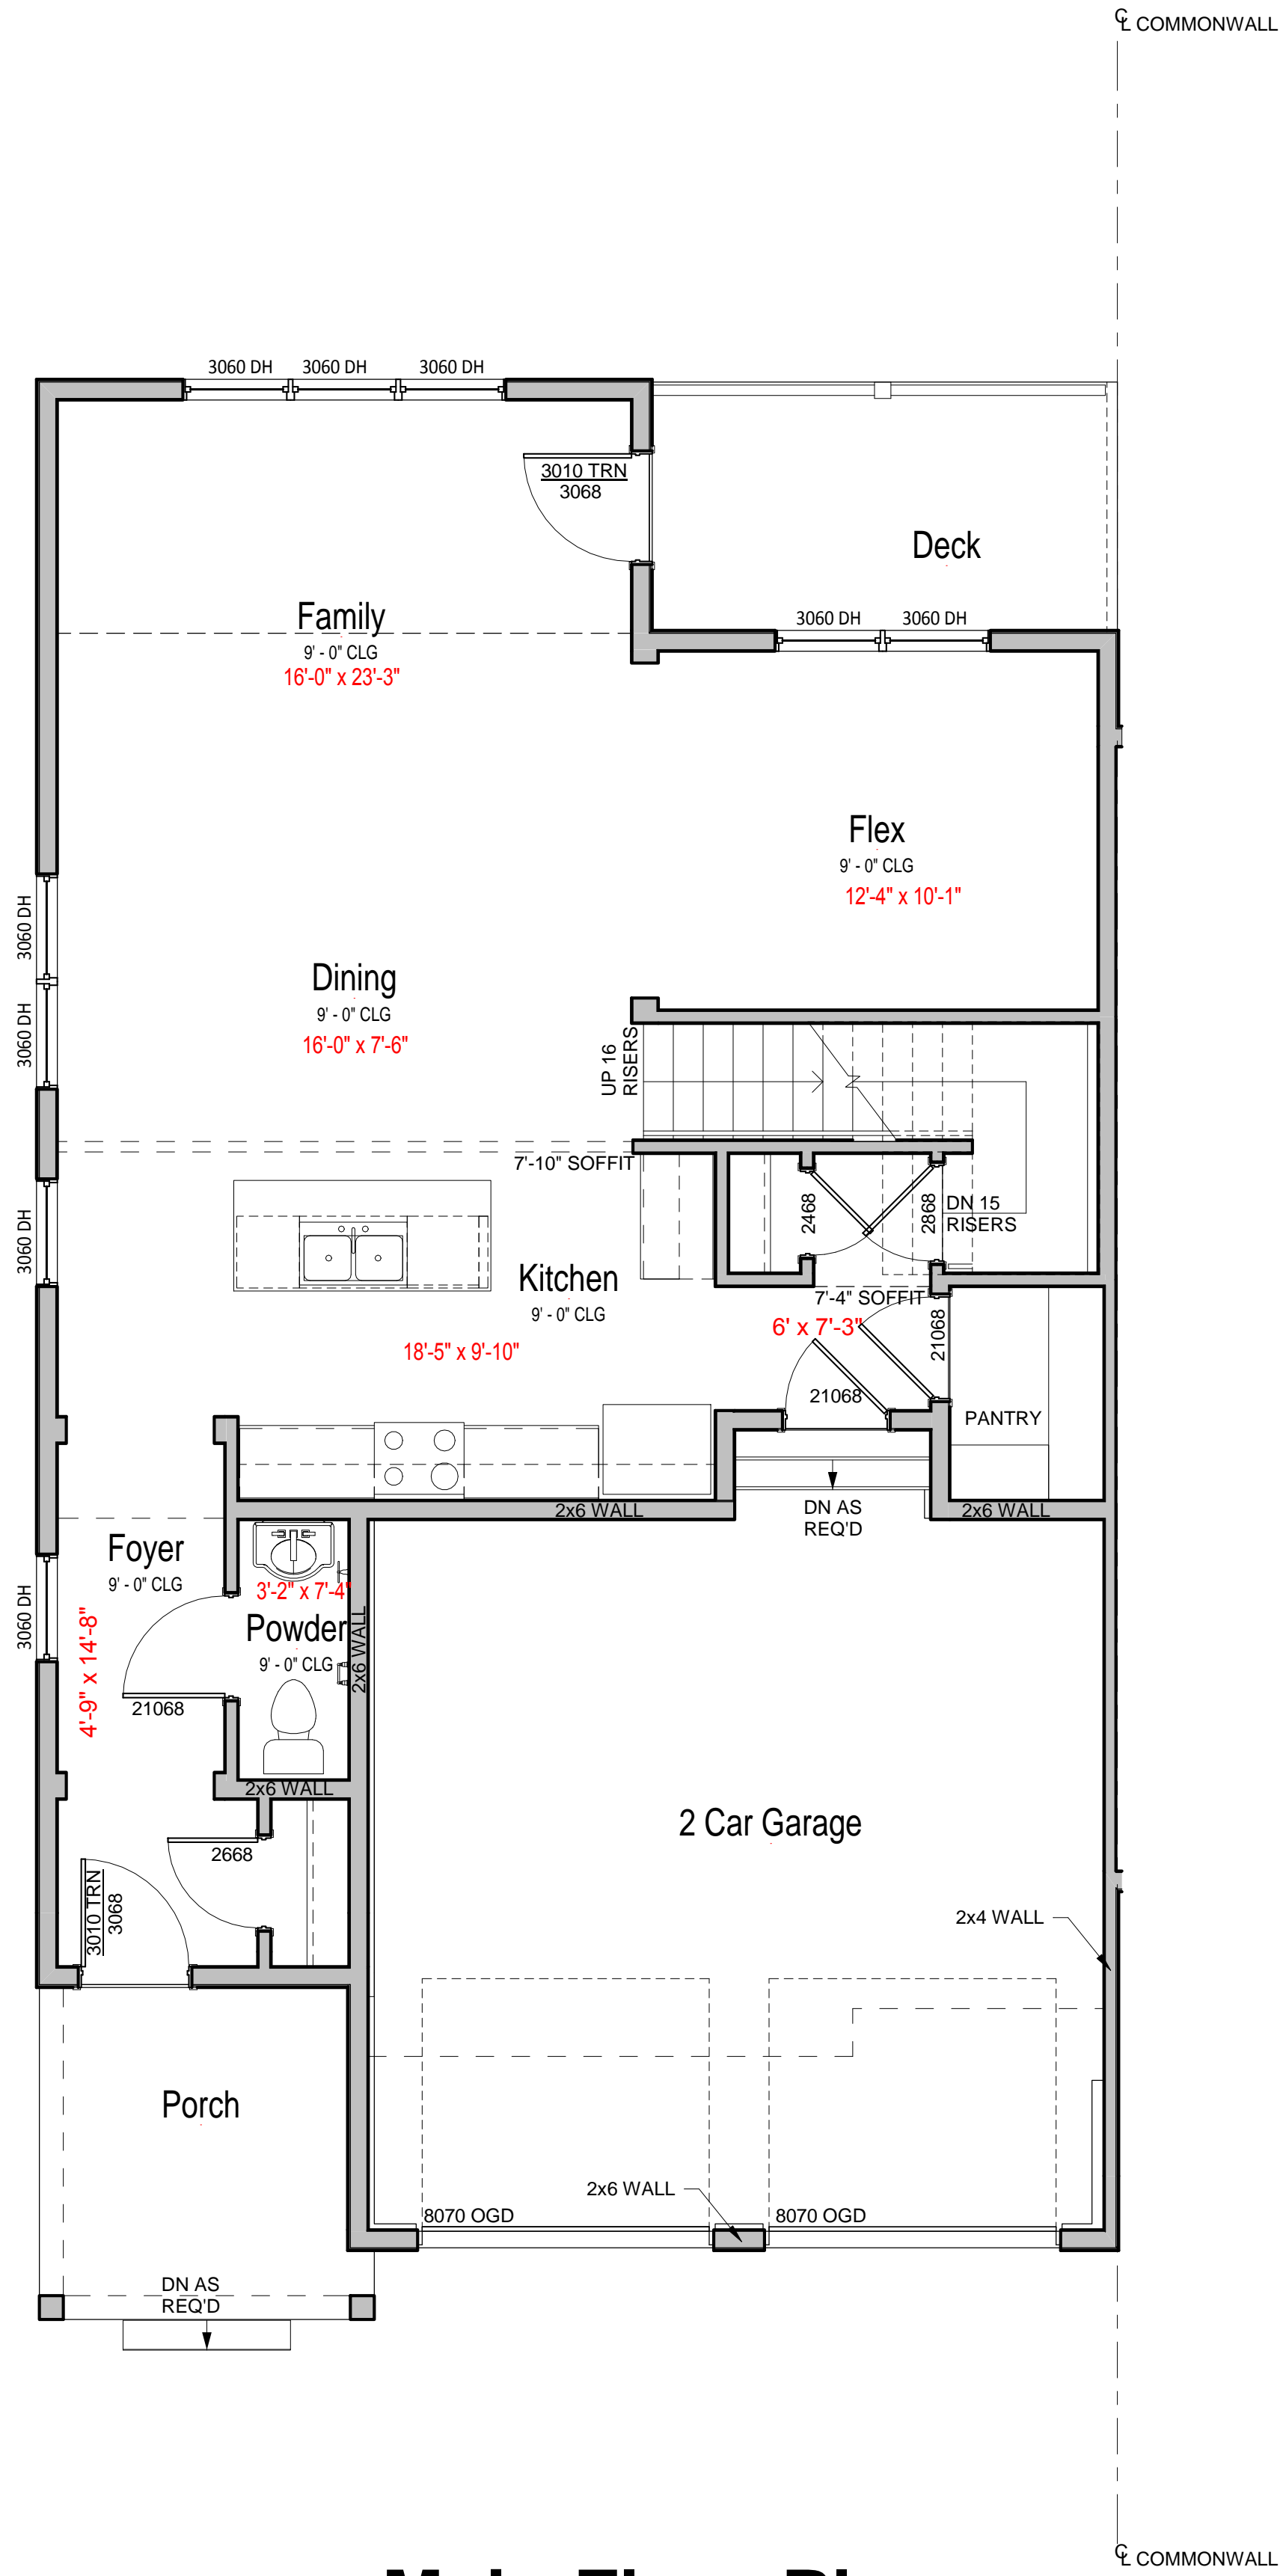 ℄ COMMONWALL
3060 DH
3060 DH
3060 DH
3010 TRN
3068
Deck
Family
9' - 0" CLG
16'-0" x 23'-3"
3060 DH
3060 DH
Flex
9' - 0" CLG
12'-4" x 10'-1"
3060 DH
3060 DH
Dining
9' - 0" CLG
16'-0" x 7'-6"
UP 16
RISERS
7'-10" SOFFIT
3060 DH
2468
2868
DN 15
RISERS
Kitchen
9' - 0" CLG
18'-5" x 9'-10"
7'-4" SOFFIT
6' x 7'-3"
21068
21068
PANTRY
2x6 WALL
DN AS
REQ'D
2x6 WALL
Foyer
9' - 0" CLG
4'-9" x 14'-8"
3060 DH
3'-2" x 7'-4"
Powder
9' - 0" CLG
2x6 WALL
21068
2x6 WALL
2 Car Garage
2668
3010 TRN
3068
2x4 WALL
Porch
2x6 WALL
8070 OGD
8070 OGD
DN AS
REQ'D
℄ COMMONWALL